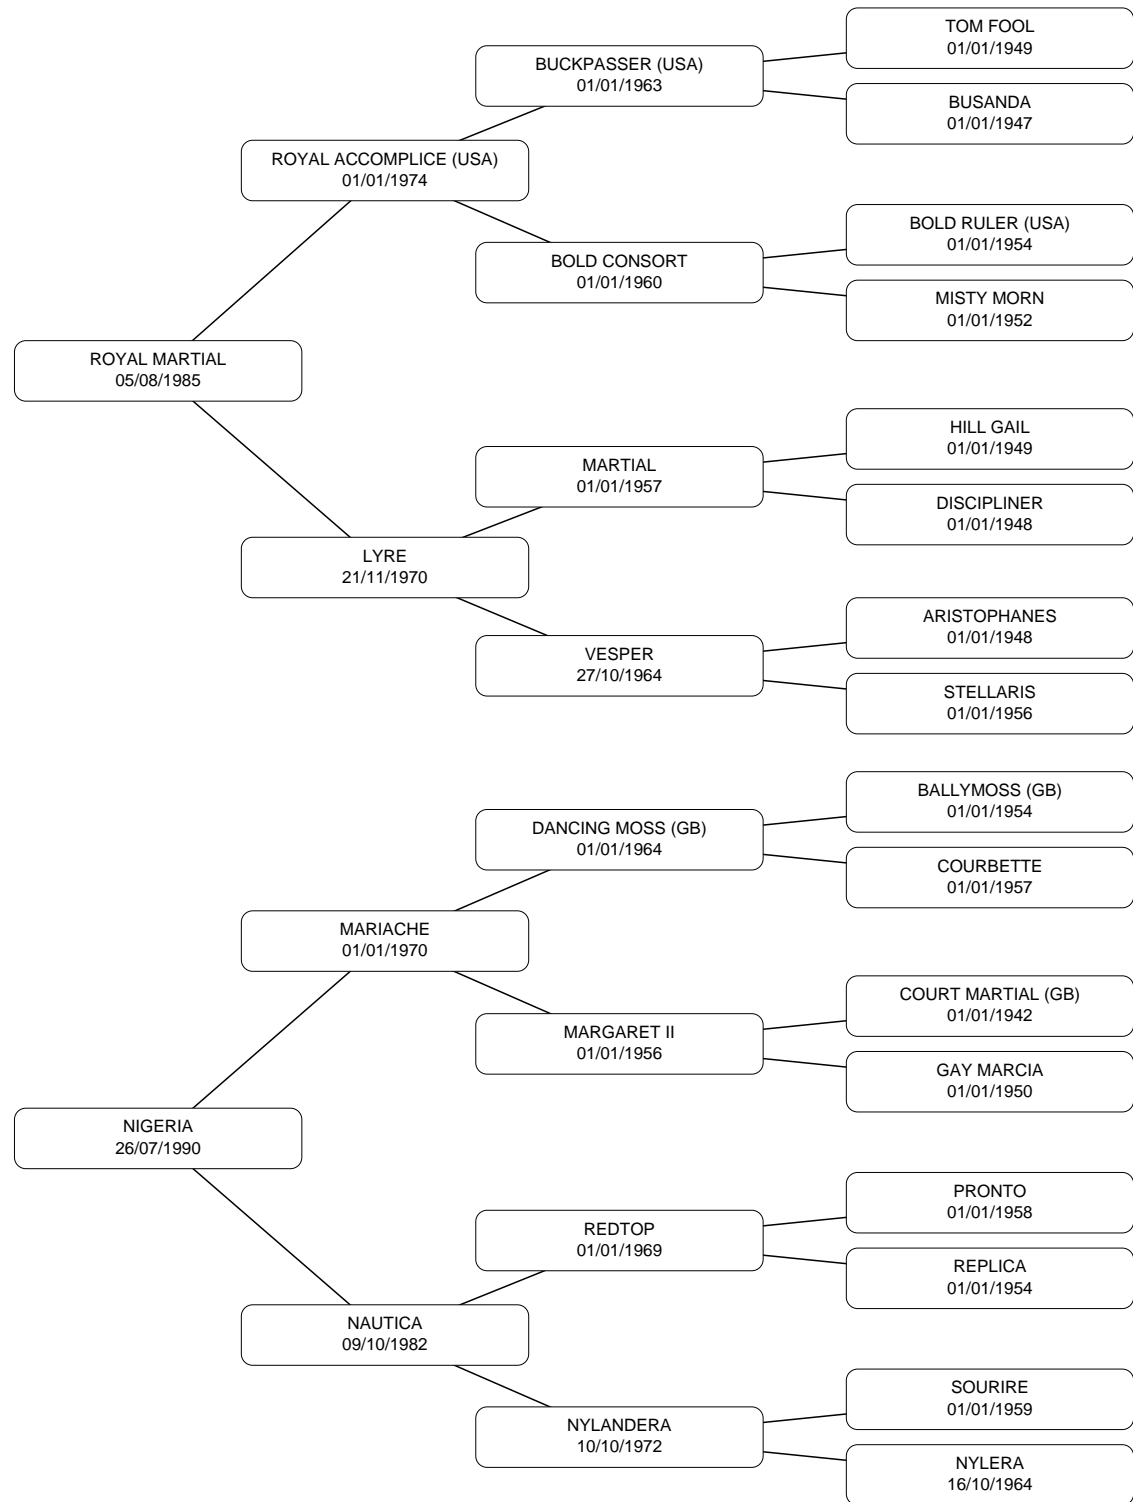 TOM FOOL
01/01/1949
BUCKPASSER (USA)
01/01/1963
BUSANDA
01/01/1947
ROYAL ACCOMPLICE (USA)
01/01/1974
BOLD RULER (USA)
01/01/1954
BOLD CONSORT
01/01/1960
MISTY MORN
01/01/1952
ROYAL MARTIAL
05/08/1985
HILL GAIL
01/01/1949
MARTIAL
01/01/1957
DISCIPLINER
01/01/1948
LYRE
21/11/1970
ARISTOPHANES
01/01/1948
VESPER
27/10/1964
STELLARIS
01/01/1956
BALLYMOSS (GB)
01/01/1954
DANCING MOSS (GB)
01/01/1964
COURBETTE
01/01/1957
MARIACHE
01/01/1970
COURT MARTIAL (GB)
01/01/1942
MARGARET II
01/01/1956
GAY MARCIA
01/01/1950
NIGERIA
26/07/1990
PRONTO
01/01/1958
REDTOP
01/01/1969
REPLICA
01/01/1954
NAUTICA
09/10/1982
SOURIRE
01/01/1959
NYLANDERA
10/10/1972
NYLERA
16/10/1964